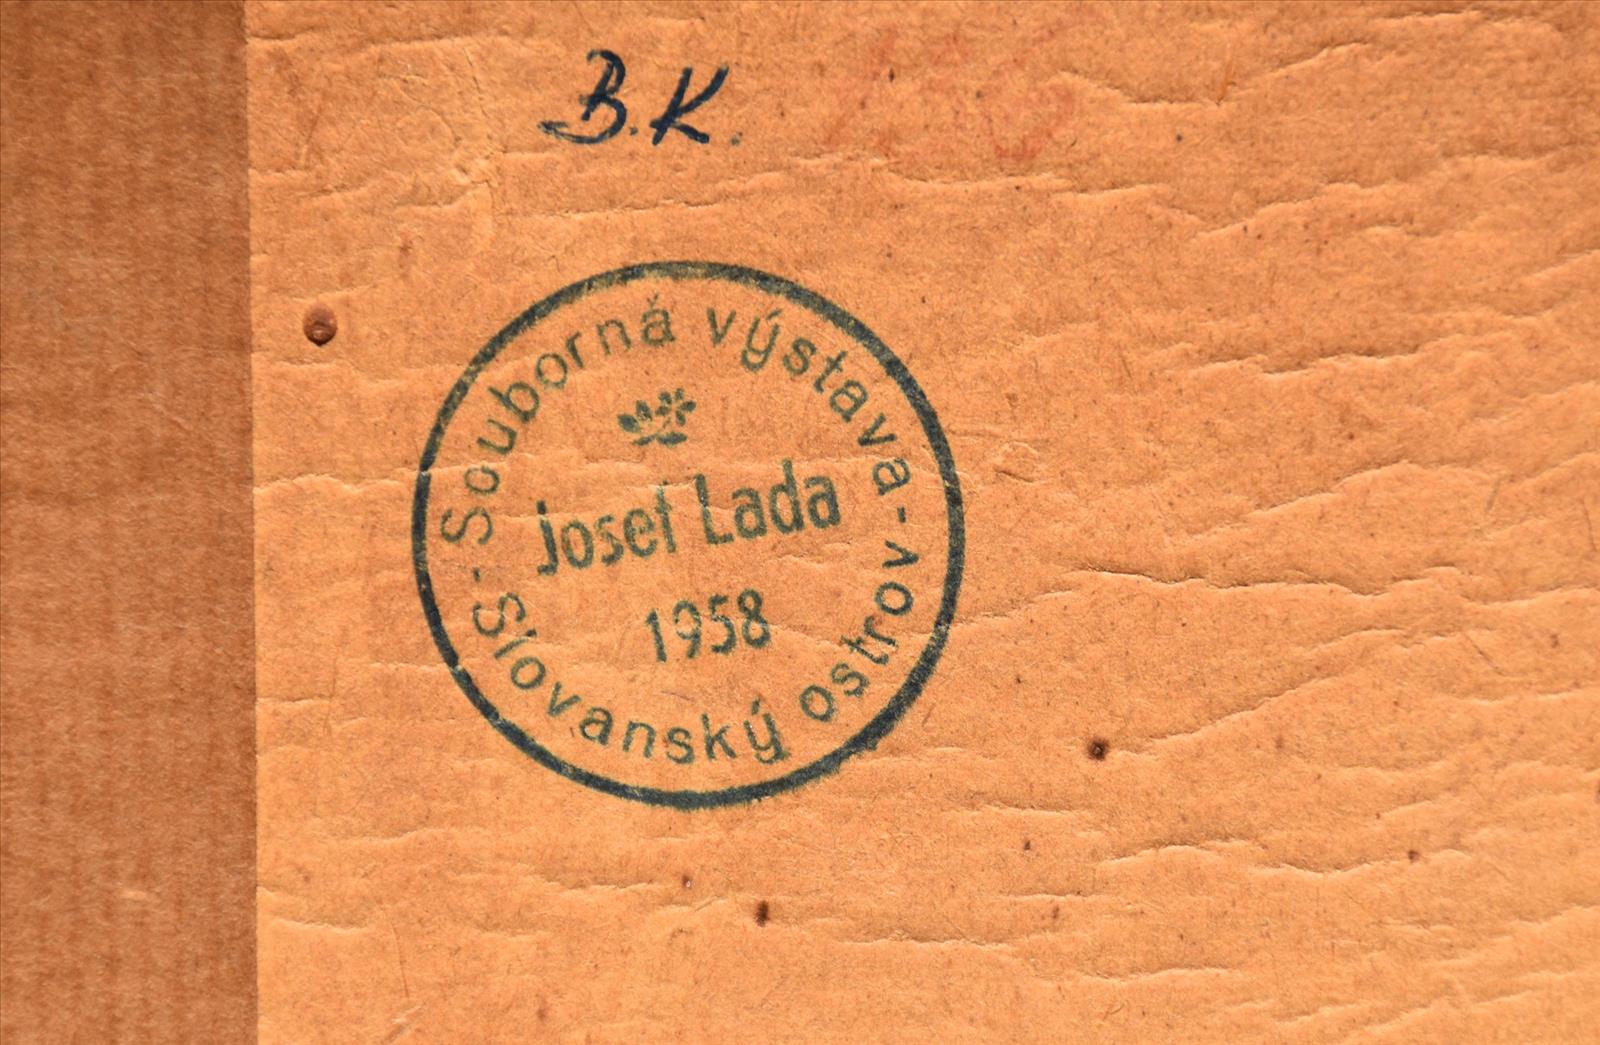 B.K.
Souborná výstava
Josef Lada
1958
- Slovanský ostrov -